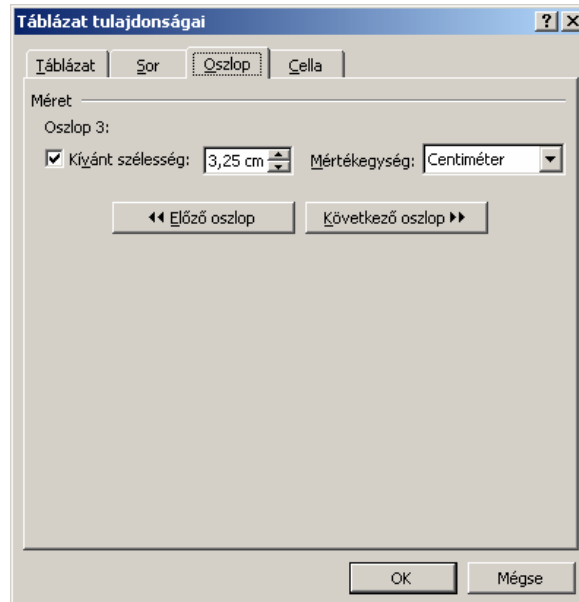 Táblázat tulajdonságai
Táblázat Sor Oszlop Cella
Méret
Oszlop 3:
Kívánt szélesség: 3,25 cm Mértékegység: Centiméter
Előző oszlop Következő oszlop
OK Mégse